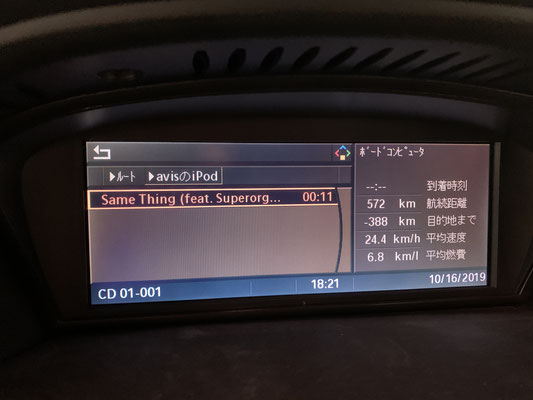 ▶ルート ▶avisのiPod
Same Thing (feat. Superorg... 00:11
CD 01-001 18:21
ﾎﾞｰﾄﾞｺﾝﾋﾟｭｰﾀ
--:-- 到着時刻
572 km 航続距離
-388 km 目的地まで
24.4 km/h 平均速度
6.8 km/l 平均燃費
10/16/2019